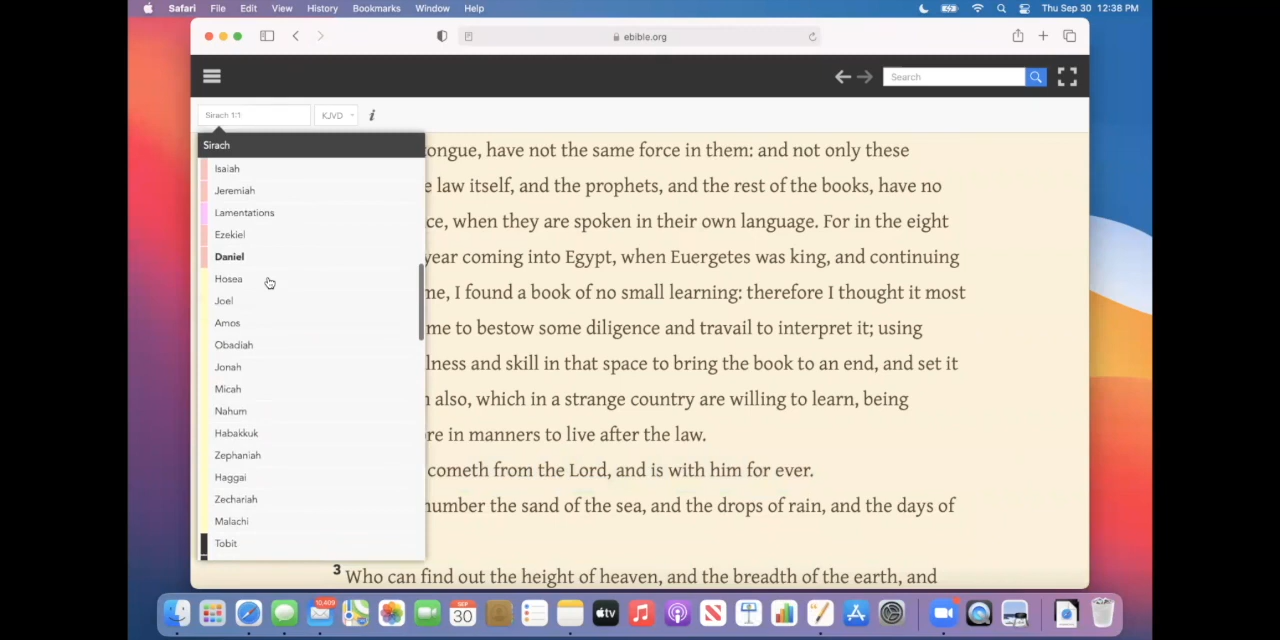 Safari File Edit View History Bookmarks Window Help Thu Sep 30 12:38 PM
ebible.org
Search
Sirach 1:1 KJVD i
Sirach
Isaiah
Jeremiah
Lamentations
Ezekiel
Daniel
Hosea
Joel
Amos
Obadiah
Jonah
Micah
Nahum
Habakkuk
Zephaniah
Haggai
Zechariah
Malachi
Tobit
ongue, have not the same force in them: and not only these
e law itself, and the prophets, and the rest of the books, have no
ce, when they are spoken in their own language. For in the eight
year coming into Egypt, when Euergetes was king, and continuing
me, I found a book of no small learning: therefore I thought it most
me to bestow some diligence and travail to interpret it; using
lness and skill in that space to bring the book to an end, and set it
also, which in a strange country are willing to learn, being
re in manners to live after the law.
cometh from the Lord, and is with him for ever.
number the sand of the sea, and the drops of rain, and the days of
3 Who can find out the height of heaven, and the breadth of the earth, and
10,409
SEP
30
tv